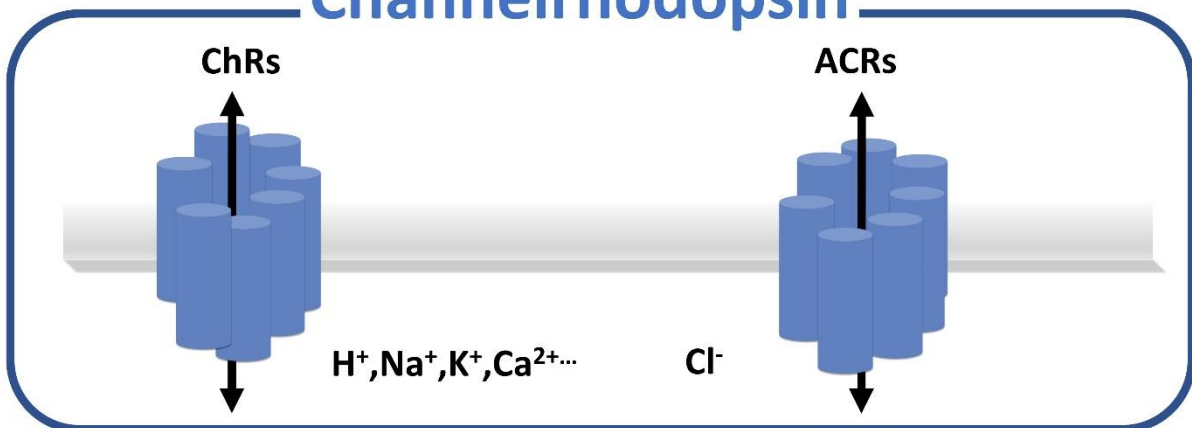 Channelrhodopsin
ChRs
ACRs
H⁺,Na⁺,K⁺,Ca²⁺…
Cl⁻